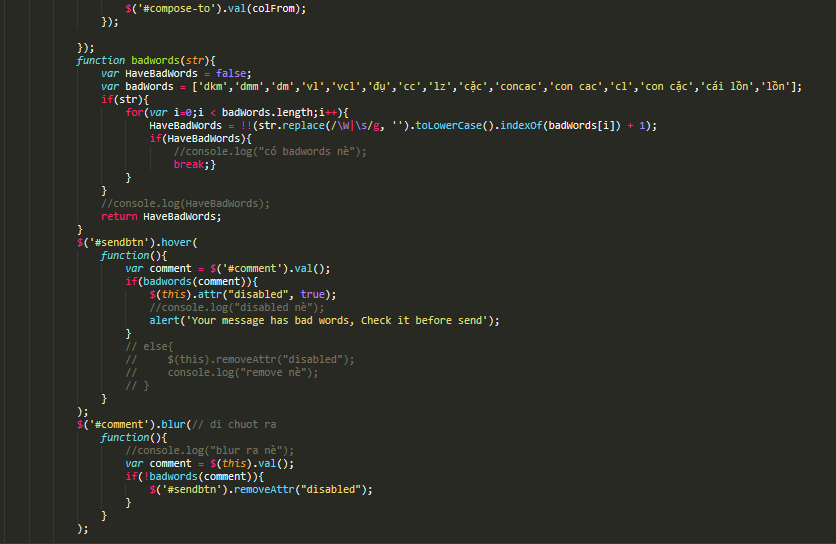 $('#compose-to').val(colFrom);
});
});
function badwords(str){
var HaveBadWords = false;
var badWords = ['dkm','dmm','dm','vl','vcl','đụ','cc','lz','cặc','concac','con cac','cl','con cặc','cái lồn','lồn'];
if(str){
for(var i=0;i < badWords.length;i++){
HaveBadWords = !!(str.replace(/\W|\s/g, '').toLowerCase().indexOf(badWords[i]) + 1);
if(HaveBadWords){
//console.log("có badwords nè");
break;}
}
}
//console.log(HaveBadWords);
return HaveBadWords;
}
$('#sendbtn').hover(
function(){
var comment = $('#comment').val();
if(badwords(comment)){
$(this).attr("disabled", true);
//console.log("disabled nè");
alert('Your message has bad words, Check it before send');
}
// else{
// $(this).removeAttr("disabled");
// console.log("remove nè");
// }
}
);
$('#comment').blur(// di chuot ra
function(){
//console.log("blur ra nè");
var comment = $(this).val();
if(!badwords(comment)){
$('#sendbtn').removeAttr("disabled");
}
}
);